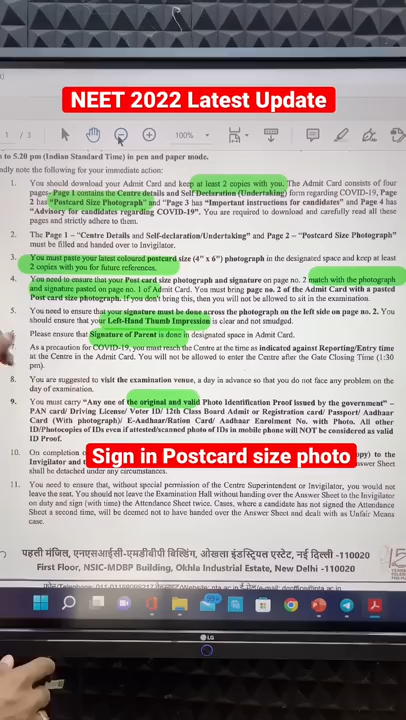 NEET 2022 Latest Update
1 / 3
100%
to 5.20 pm (Indian Standard Time) in pen and paper mode.
ndly note the following for your immediate action:
1. You should download your Admit Card and keep at least 2 copies with you. The Admit Card consists of four
pages- Page 1 contains the Centre details and Self Declaration (Undertaking) form regarding COVID-19, Page
2 has "Postcard Size Photograph" and "Page 3 has "Important instructions for candidates" and Page 4 has
"Advisory for candidates regarding COVID-19". You are required to download and carefully read all these
pages and strictly adhere to them.
2. The Page 1 – "Centre Details and Self-declaration/Undertaking" and Page 2 – "Postcard Size Photograph"
must be filled and handed over to Invigilator.
3. You must paste your latest coloured postcard size (4" x 6") photograph in the designated space and keep
2 copies with you for future references.
4. You need to ensure that your Post card size photograph and signature on page no. 2 match with the photograph
and signature pasted on page no. 1 of Admit Card. You must bring page no. 2 of the Admit Card with a pasted
Post card size photograph. If you don't bring this, then you will not be allowed to sit in the examination.
5. You need to ensure that your signature must be done across the photograph on the left side on page no. 2. You
should ensure that your Left-Hand Thumb Impression is clear and not smudged.
Please ensure that Signature of Parent is done in designated space in Admit Card.
As a precaution for COVID-19, you must reach the Centre at the time as indicated against Reporting/Entry time
at the Centre in the Admit Card. You will not be allowed to enter the Centre after the Gate Closing Time (1:30
pm).
8. You are suggested to visit the examination venue, a day in advance so that you do not face any problem on the
day of examination.
9. You must carry "Any one of the original and valid Photo Identification Proof issued by the government" –
PAN card/ Driving License/ Voter ID/ 12th Class Board Admit or Registration card/ Passport/ Aadhaar
Card (With photograph)/ E-Aadhaar/Ration Card/ Aadhar Enrolment No. with Photo. All other
ID/Photocopies of IDs even if attested/scanned photo of IDs in mobile phone will NOT be considered as valid
ID Proof.
10. On completion o py) to the
Invigilator and swer Sheet
Sign in Postcard size photo
shall be detached under any circumstances.
11. You need to ensure that, without special permission of the Centre Superintendent or Invigilator, you would not
leave the seat. You should not leave the Examination Hall without handing over the Answer Sheet to the Invigilator
on duty and sign (with time) the Attendance Sheet twice. Cases, where a candidate has not signed the Attendance
Sheet a second time, will be deemed not to have handed over the Answer Sheet and dealt with as Unfair Means
case.
पहली मंजिल, एनएसआईसी-एमडीबीपी बिल्डिंग, ओखला इंडस्ट्रियल एस्टेट, नई दिल्ली -110020
First Floor, NSIC-MDBP Building, Okhla Industrial Estate, New Delhi -110020
LG